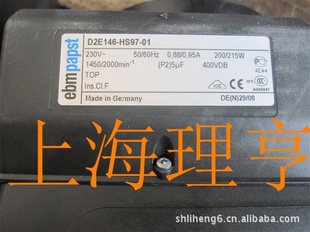 ebmpapst
D2E146-HS97-01
230V~ 50/60Hz 0,88/0,95A 200/215W
1450/2000min⁻¹ (P2)5µF 400VDB
TOP
Ins.Cl.F
Made in Germany DE(N)29/08
上海理亨
shliheng6.cn.alibaba.com